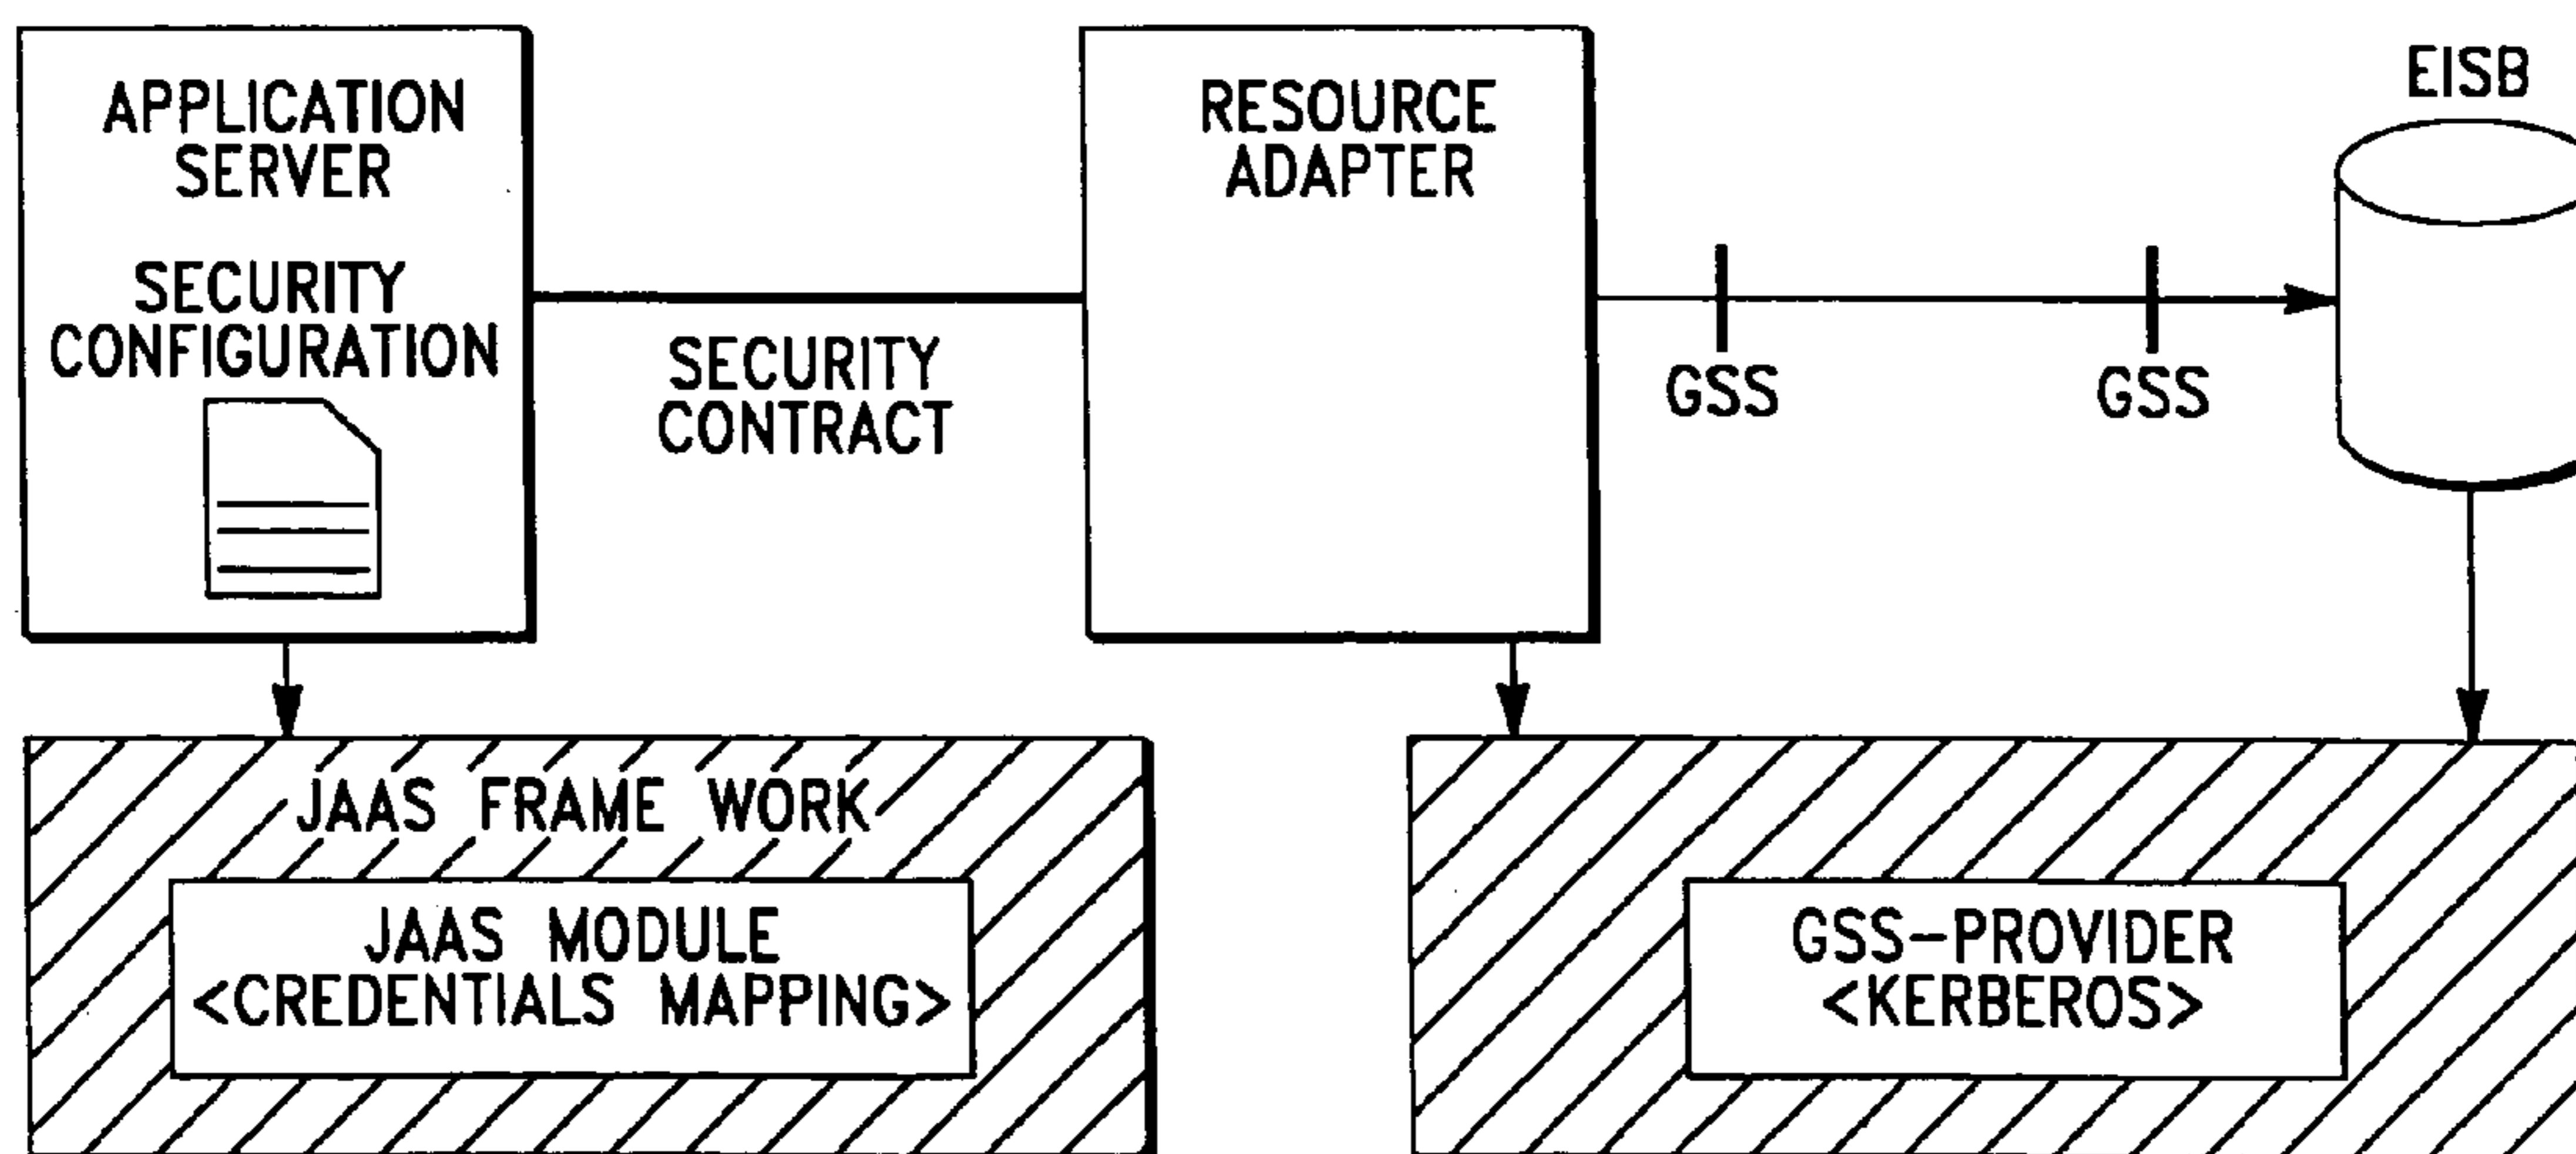 APPLICATION
SERVER
SECURITY
CONFIGURATION
SECURITY
CONTRACT
RESOURCE
ADAPTER
GSS
GSS
EISB
JAAS FRAME WORK
JAAS MODULE
<CREDENTIALS MAPPING>
GSS-PROVIDER
<KERBEROS>